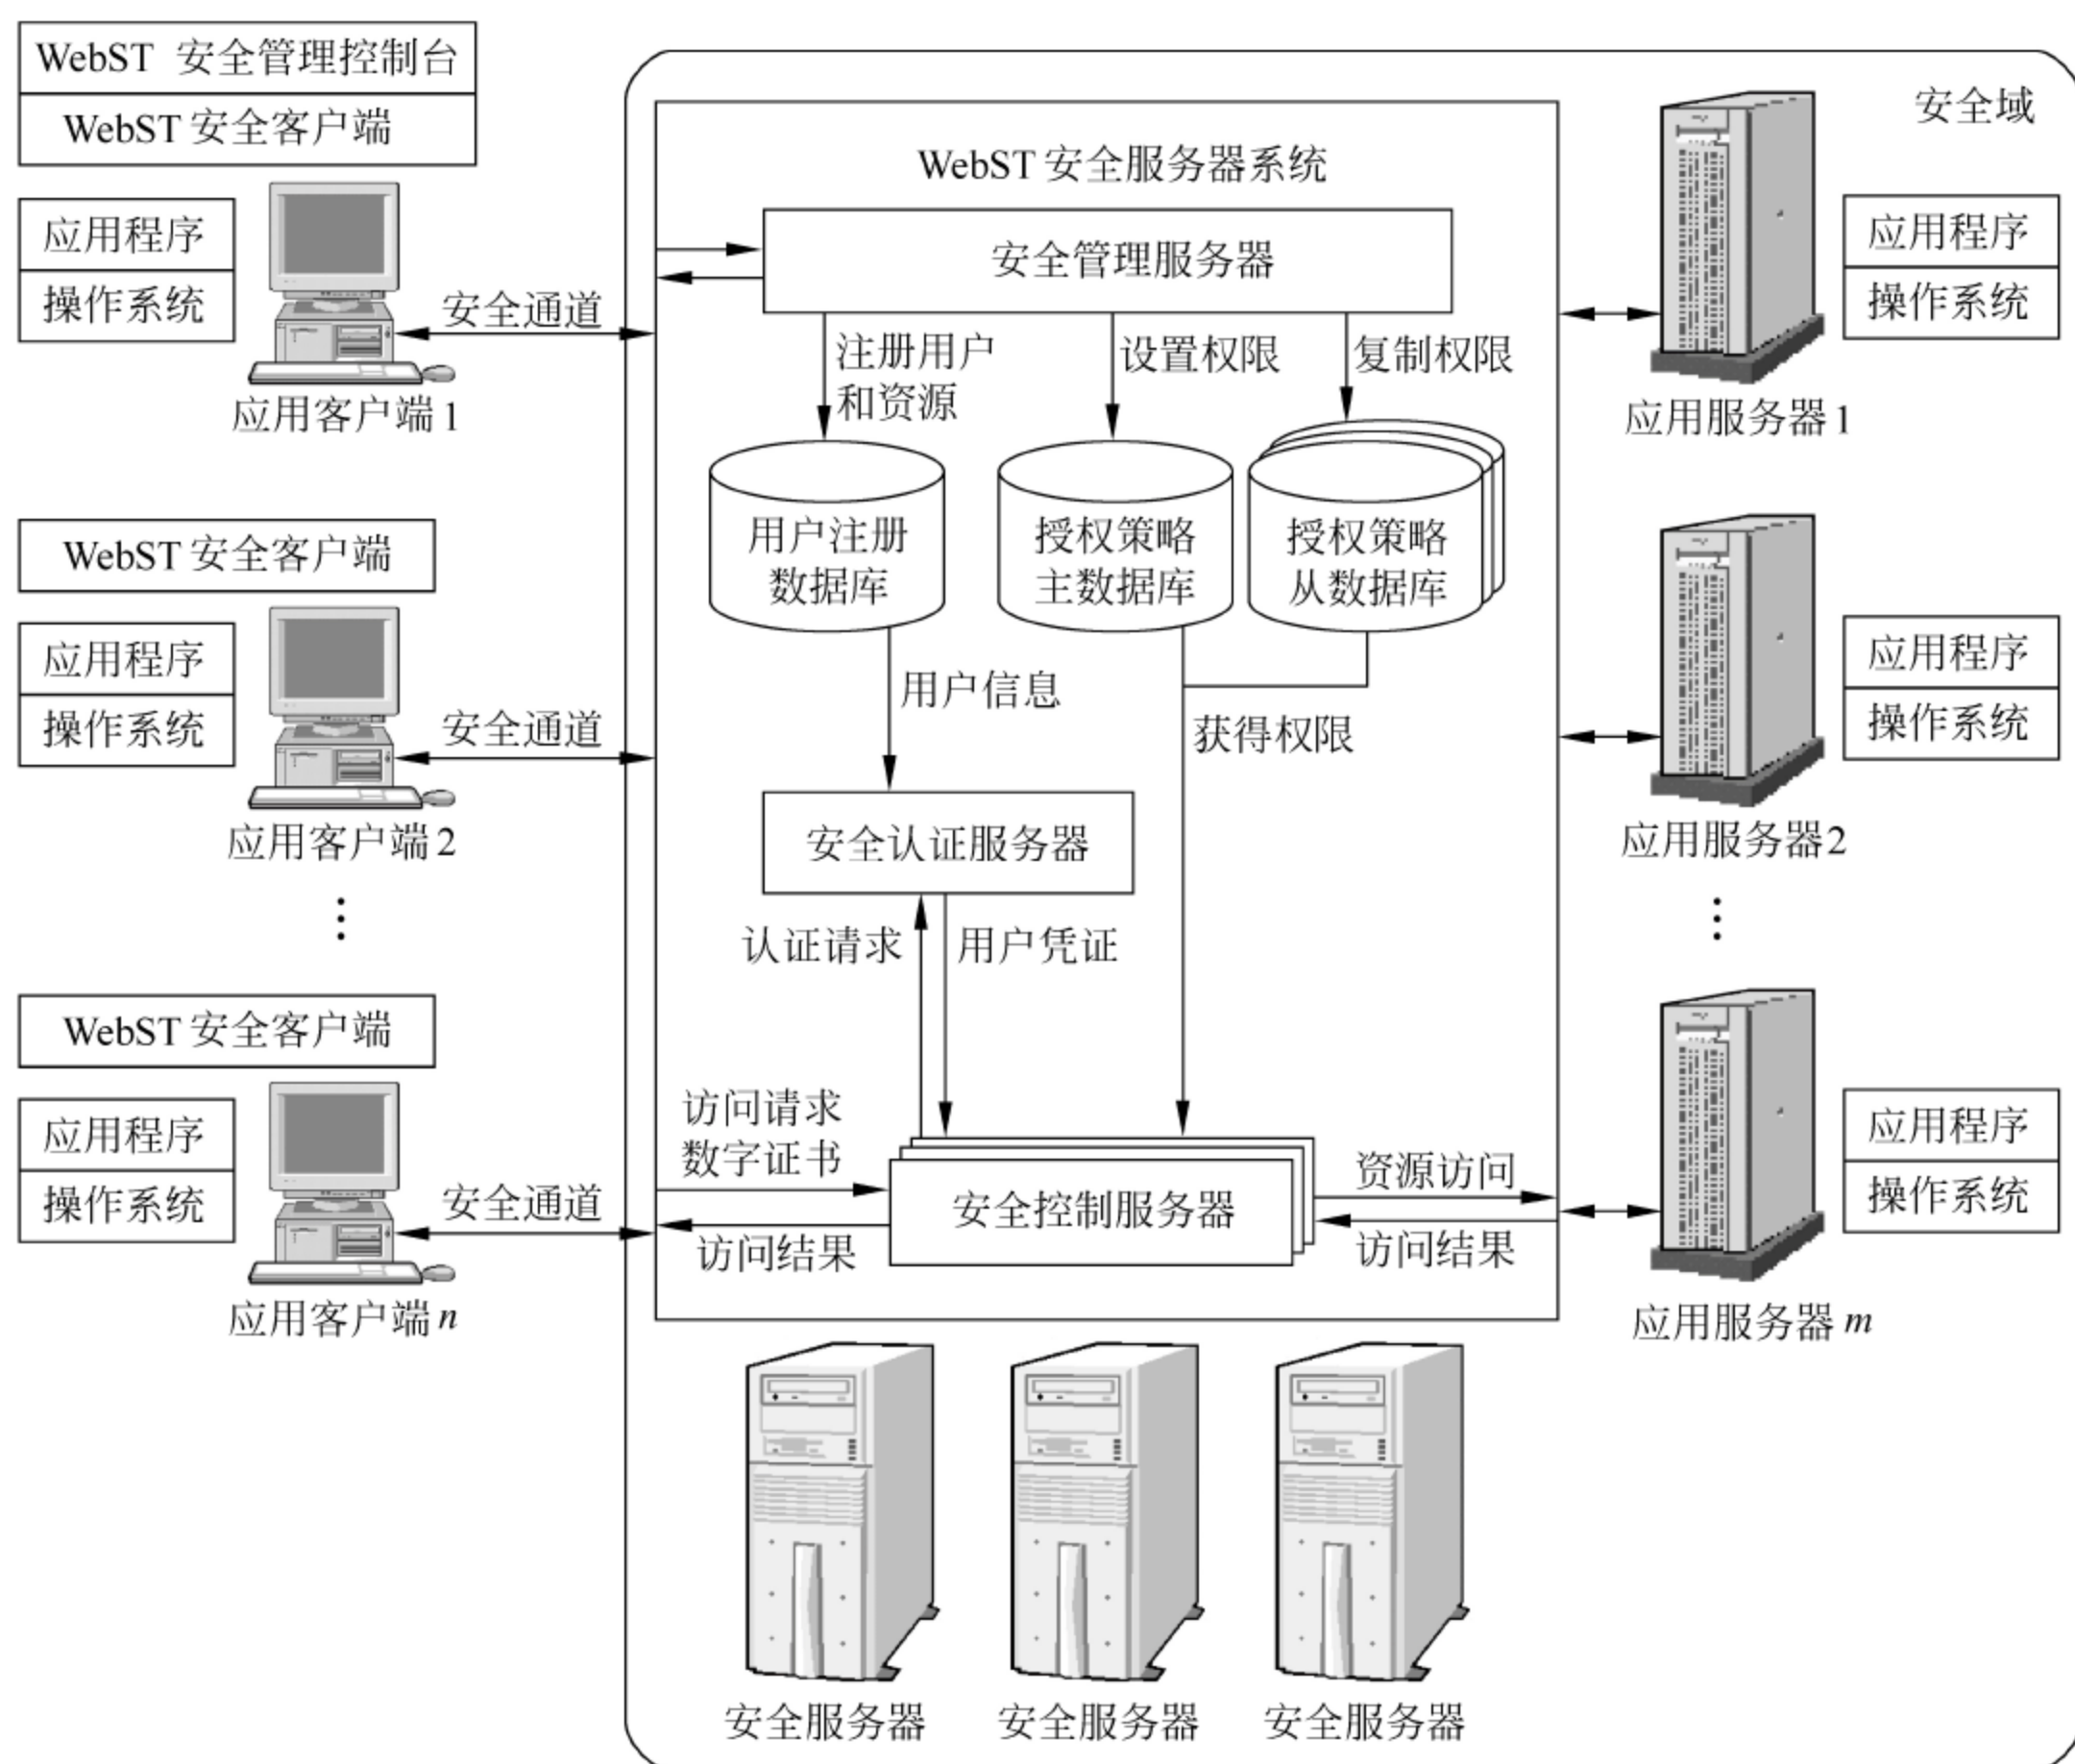 WebST 安全管理控制台
WebST 安全客户端
应用程序
操作系统
安全通道
应用客户端 1
WebST 安全客户端
应用程序
操作系统
安全通道
应用客户端 2
⋮
WebST 安全客户端
应用程序
操作系统
安全通道
应用客户端 n
安全域
WebST 安全服务器系统
安全管理服务器
注册用户
和资源
设置权限
复制权限
用户注册
数据库
授权策略
主数据库
授权策略
从数据库
用户信息
获得权限
安全认证服务器
认证请求
用户凭证
访问请求
数字证书
安全控制服务器
访问结果
资源访问
访问结果
应用程序
操作系统
应用服务器 1
应用程序
操作系统
应用服务器 2
⋮
应用程序
操作系统
应用服务器 m
安全服务器
安全服务器
安全服务器